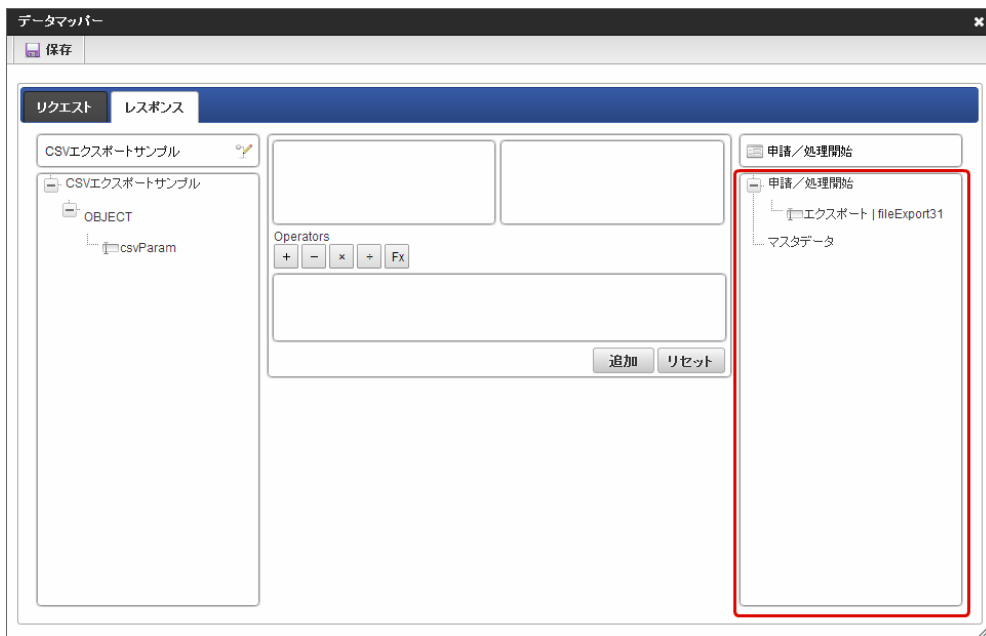 データマッパー
保存
リクエスト レスポンス
CSVエクスポートサンプル
CSVエクスポートサンプル
OBJECT
csvParam
Operators
+ − × ÷ Fx
追加 リセット
申請／処理開始
申請／処理開始
エクスポート | fileExport31
マスタデータ